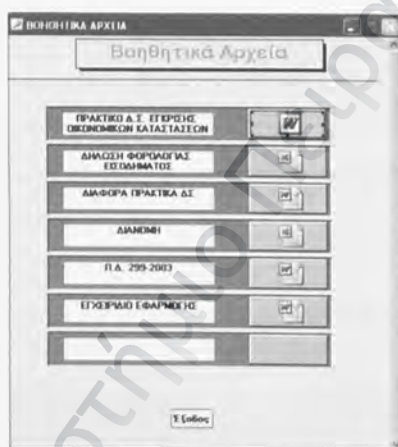 ΒΟΗΘΗΤΙΚΑ ΑΡΧΕΙΑ
Βοηθητικά Αρχεία
ΠΡΑΚΤΙΚΟ Δ.Σ. ΕΓΚΡΙΣΗΣ
ΟΙΚΟΝΟΜΙΚΩΝ ΚΑΤΑΣΤΑΣΕΩΝ
ΔΗΛΩΣΗ ΦΟΡΟΛΟΓΙΑΣ
ΕΙΣΟΔΗΜΑΤΟΣ
ΔΙΑΦΟΡΑ ΠΡΑΚΤΙΚΑ ΔΣ
ΔΙΑΝΟΜΗ
Π.Δ. 299-2003
ΕΓΧΕΙΡΙΔΙΟ ΕΦΑΡΜΟΓΗΣ
Έξοδος